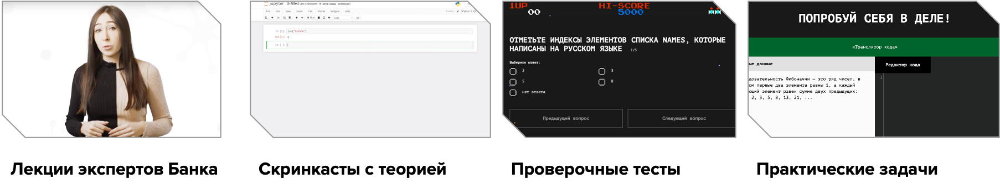 jupyter Untitled Last Checkpoint: 15 часов назад (autosaved)
File Edit View Insert Cell Kernel Widgets Help
Trusted Python 3
Run Code
In [1]: len("Python")
Out[1]: 6
In [ ]:
1UP HI-SCORE
00 5000
ОТМЕТЬТЕ ИНДЕКСЫ ЭЛЕМЕНТОВ СПИСКА NAMES, КОТОРЫЕ
НАПИСАНЫ НА РУССКОМ ЯЗЫКЕ 1/5
Выберите ответ:
2 3
5 8
нет ответа
Предыдущий вопрос Следующий вопрос
ПОПРОБУЙ СЕБЯ В ДЕЛЕ!
«Транслятор кода»
ые данные
Редактор кода
1
довательность Фибоначчи — это ряд чисел, в
ом первые два элемента равны 1, а каждый
ющий элемент равен сумме двух предыдущих:
2, 3, 5, 8, 13, 21, ...
Лекции экспертов Банка
Скринкасты с теорией
Проверочные тесты
Практические задачи